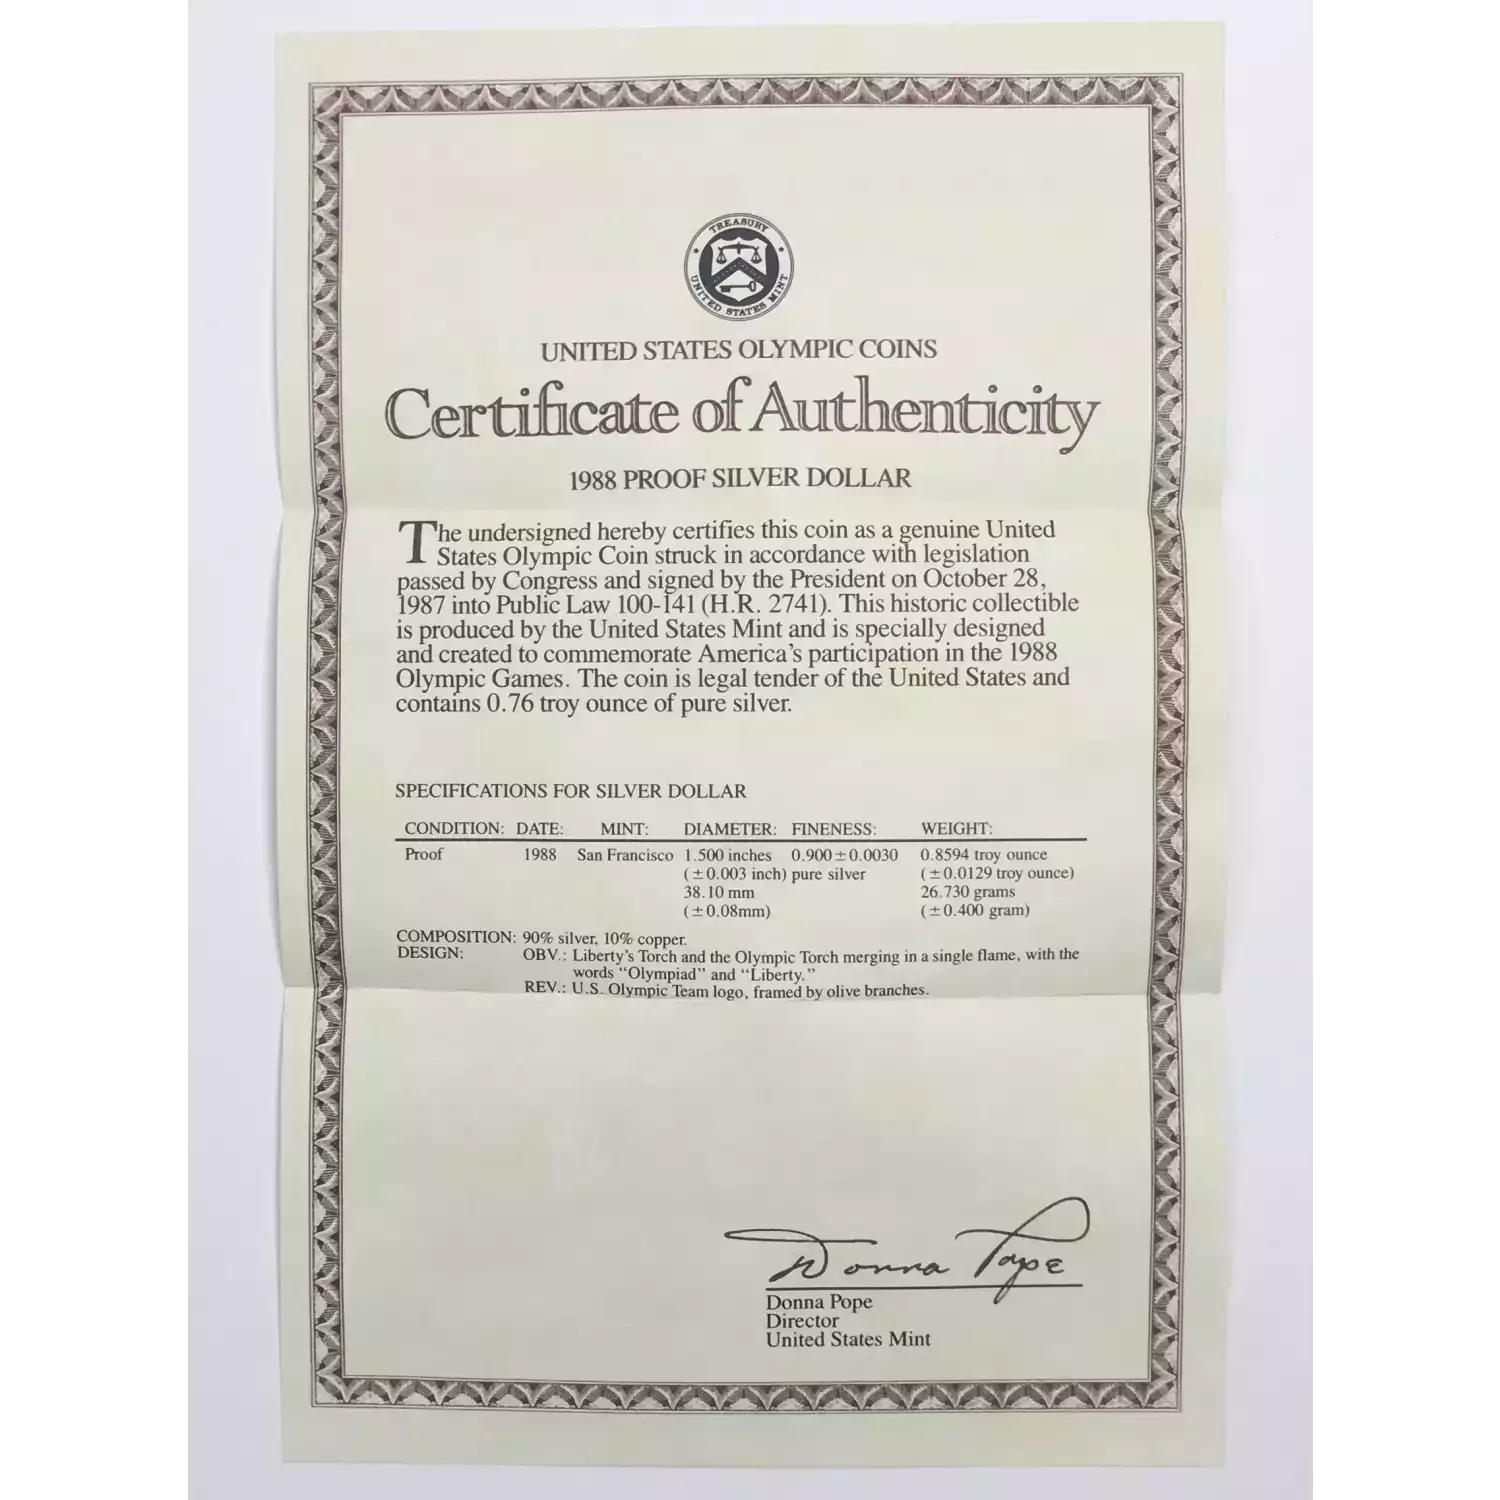 TREASURY
UNITED STATES MINT
UNITED STATES OLYMPIC COINS
Certificate of Authenticity
1988 PROOF SILVER DOLLAR
The undersigned hereby certifies this coin as a genuine United
States Olympic Coin struck in accordance with legislation
passed by Congress and signed by the President on October 28,
1987 into Public Law 100-141 (H.R. 2741). This historic collectible
is produced by the United States Mint and is specially designed
and created to commemorate America's participation in the 1988
Olympic Games. The coin is legal tender of the United States and
contains 0.76 troy ounce of pure silver.
SPECIFICATIONS FOR SILVER DOLLAR
CONDITION: DATE: MINT: DIAMETER: FINENESS: WEIGHT:
Proof 1988 San Francisco 1.500 inches 0.900±0.0030 0.8594 troy ounce
(±0.003 inch) pure silver (±0.0129 troy ounce)
38.10 mm 26.730 grams
(±0.08mm) (±0.400 gram)
COMPOSITION: 90% silver, 10% copper.
DESIGN: OBV.: Liberty's Torch and the Olympic Torch merging in a single flame, with the
words "Olympiad" and "Liberty."
REV.: U.S. Olympic Team logo, framed by olive branches.
Donna Pope
Donna Pope
Director
United States Mint